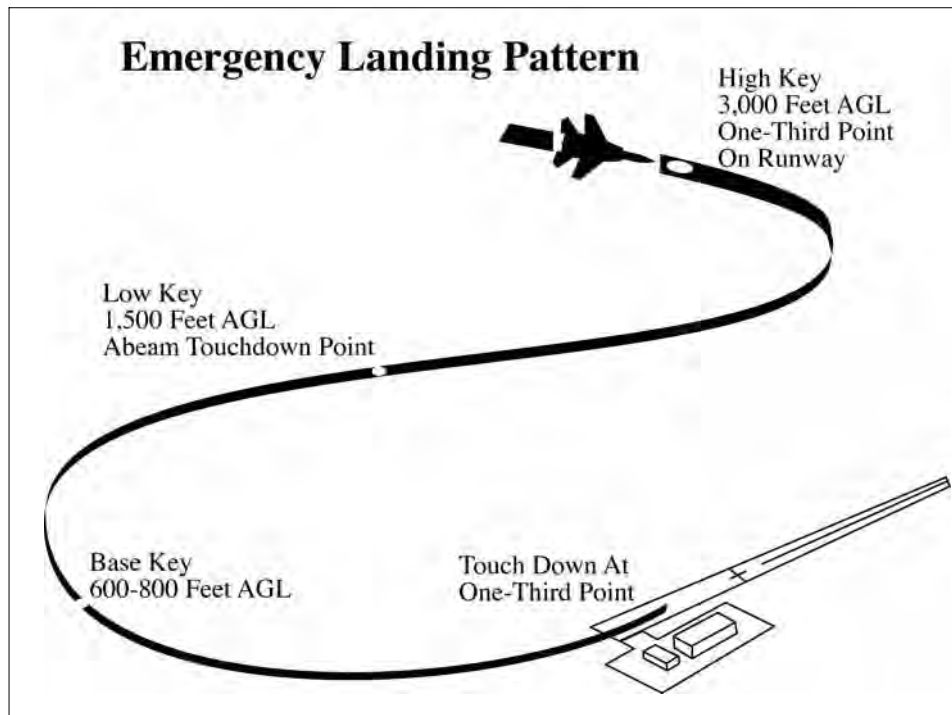 Emergency Landing Pattern
High Key
3,000 Feet AGL
One-Third Point
On Runway
Low Key
1,500 Feet AGL
Abeam Touchdown Point
Base Key
600-800 Feet AGL
Touch Down At
One-Third Point